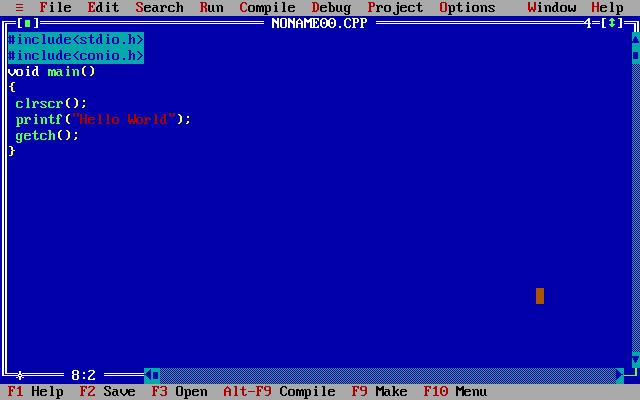 ≡ File Edit Search Run Compile Debug Project Options Window Help
[■] NONAME00.CPP 4=[↕]
#include<stdio.h>
#include<conio.h>
void main()
{
 clrscr();
 printf("Hello World");
 getch();
}
8:2
F1 Help F2 Save F3 Open Alt-F9 Compile F9 Make F10 Menu